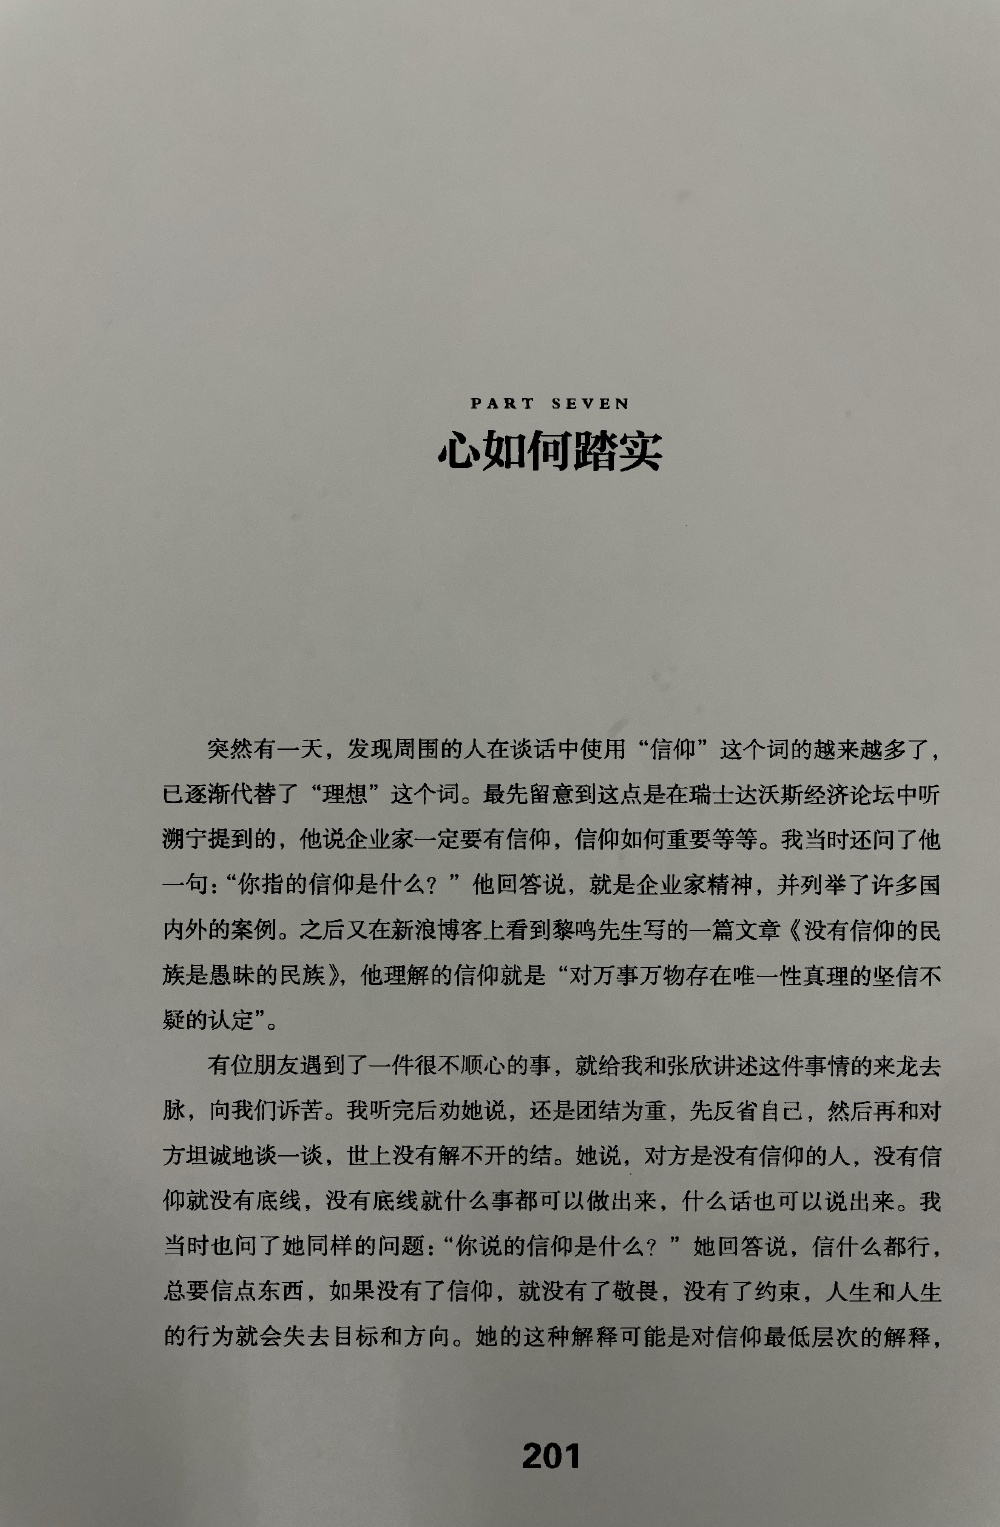 PART SEVEN
心如何踏实
突然有一天，发现周围的人在谈话中使用“信仰”这个词的越来越多了，
已逐渐代替了“理想”这个词。最先留意到这点是在瑞士达沃斯经济论坛中听
溯宁提到的，他说企业家一定要有信仰，信仰如何重要等等。我当时还问了他
一句：“你指的信仰是什么？”他回答说，就是企业家精神，并列举了许多国
内外的案例。之后又在新浪博客上看到黎鸣先生写的一篇文章《没有信仰的民
族是愚昧的民族》，他理解的信仰就是“对万事万物存在唯一性真理的坚信不
疑的认定”。
有位朋友遇到了一件很不顺心的事，就给我和张欣讲述这件事情的来龙去
脉，向我们诉苦。我听完后劝她说，还是团结为重，先反省自己，然后再和对
方坦诚地谈一谈，世上没有解不开的结。她说，对方是没有信仰的人，没有信
仰就没有底线，没有底线就什么事都可以做出来，什么话也可以说出来。我
当时也问了她同样的问题：“你说的信仰是什么？”她回答说，信什么都行，
总要信点东西，如果没有了信仰，就没有了敬畏，没有了约束，人生和人生
的行为就会失去目标和方向。她的这种解释可能是对信仰最低层次的解释，
201